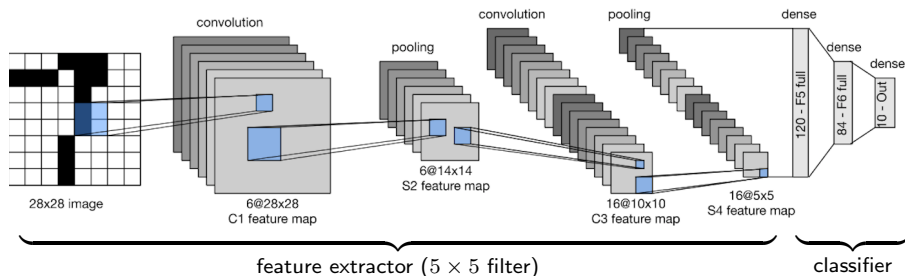 convolution
pooling
convolution
pooling
dense
dense
dense
120 - F5 full
84 - F6 full
10 - Out
28x28 image
6@28x28
C1 feature map
6@14x14
S2 feature map
16@10x10
C3 feature map
16@5x5
S4 feature map
feature extractor (5 × 5 filter)
classifier